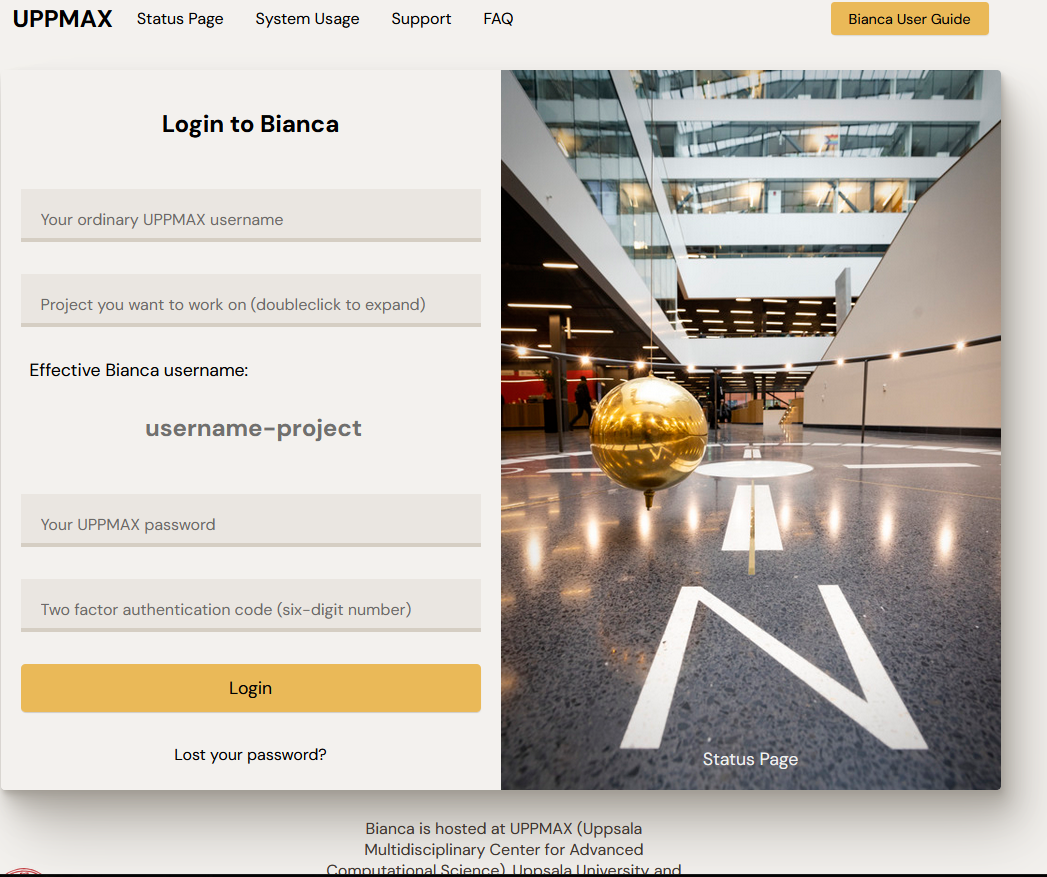 UPPMAX Status Page System Usage Support FAQ Bianca User Guide
Login to Bianca
Your ordinary UPPMAX username
Project you want to work on (doubleclick to expand)
Effective Bianca username:
username-project
Your UPPMAX password
Two factor authentication code (six-digit number)
Login
Lost your password?
N
Status Page
Bianca is hosted at UPPMAX (Uppsala
Multidisciplinary Center for Advanced
Computational Science), Uppsala University and